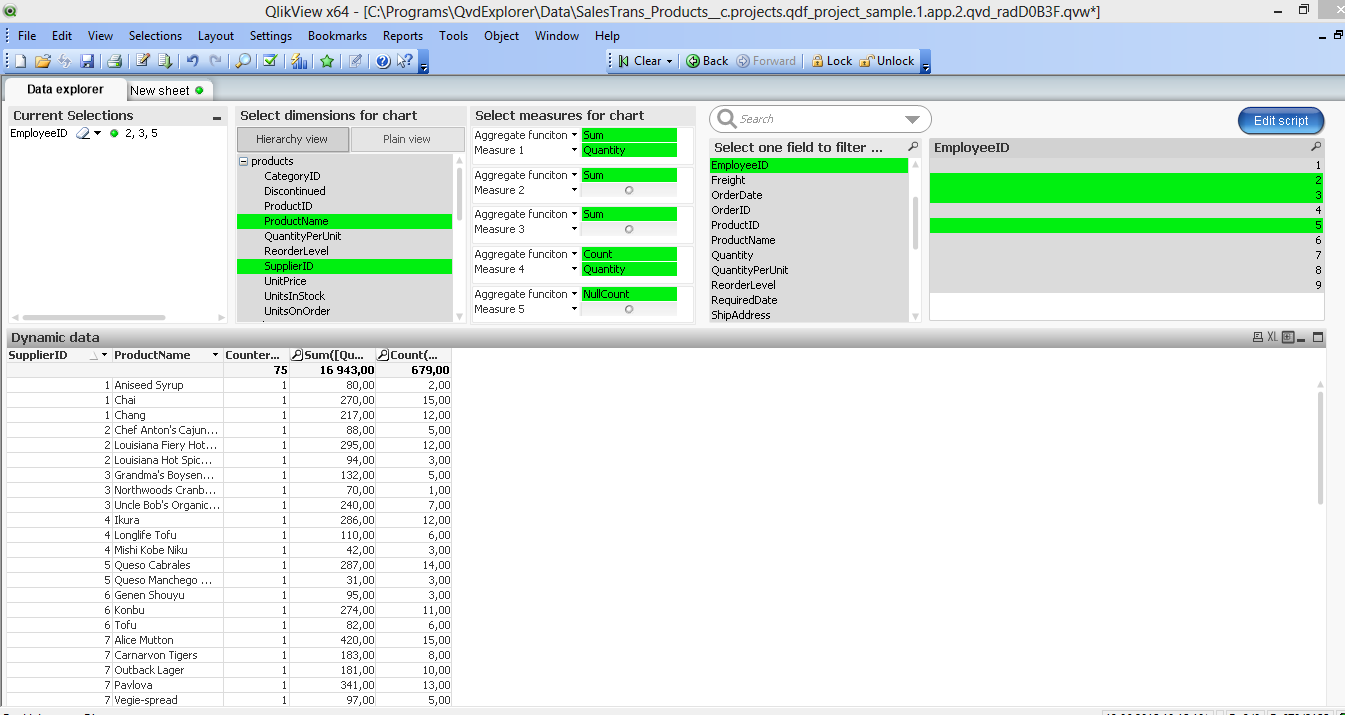 QlikView x64 - [C:\Programs\QvdExplorer\Data\SalesTrans_Products__c.projects.qdf_project_sample.1.app.2.qvd_radD0B3F.qvw*]
File Edit View Selections Layout Settings Bookmarks Reports Tools Object Window Help
Clear Back Forward Lock Unlock
Data explorer New sheet
Current Selections
EmployeeID 2, 3, 5
Select dimensions for chart
Hierarchy view Plain view
products
CategoryID
Discontinued
ProductID
ProductName
QuantityPerUnit
ReorderLevel
SupplierID
UnitPrice
UnitsInStock
UnitsOnOrder
Select measures for chart
Aggregate funciton Sum
Measure 1 Quantity
Aggregate funciton Sum
Measure 2
Aggregate funciton Sum
Measure 3
Aggregate funciton Count
Measure 4 Quantity
Aggregate funciton NullCount
Measure 5
Search
Select one field to filter ...
EmployeeID
Freight
OrderDate
OrderID
ProductID
ProductName
Quantity
QuantityPerUnit
ReorderLevel
RequiredDate
ShipAddress
Edit script
EmployeeID
1
2
3
4
5
6
7
8
9
Dynamic data XL
SupplierID ProductName Counter... Sum([Qu... Count(...
75 16 943,00 679,00
1 Aniseed Syrup 1 80,00 2,00
1 Chai 1 270,00 15,00
1 Chang 1 217,00 12,00
2 Chef Anton's Cajun... 1 88,00 5,00
2 Louisiana Fiery Hot... 1 295,00 12,00
2 Louisiana Hot Spic... 1 94,00 3,00
3 Grandma's Boysen... 1 132,00 5,00
3 Northwoods Cranb... 1 70,00 1,00
3 Uncle Bob's Organic... 1 240,00 7,00
4 Ikura 1 286,00 12,00
4 Longlife Tofu 1 110,00 6,00
4 Mishi Kobe Niku 1 42,00 3,00
5 Queso Cabrales 1 287,00 14,00
5 Queso Manchego ... 1 31,00 3,00
6 Genen Shouyu 1 95,00 3,00
6 Konbu 1 274,00 11,00
6 Tofu 1 82,00 6,00
7 Alice Mutton 1 420,00 15,00
7 Carnarvon Tigers 1 183,00 8,00
7 Outback Lager 1 181,00 10,00
7 Pavlova 1 341,00 13,00
7 Vegie-spread 1 97,00 5,00